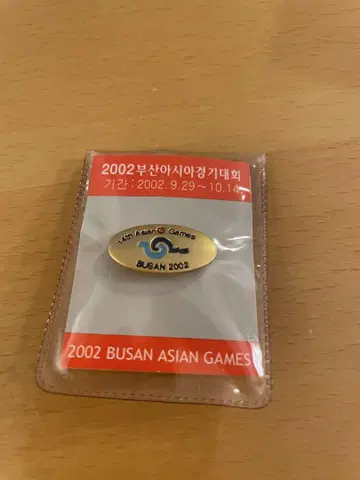 2002부산아시아경기대회
기간 : 2002. 9.29~10.14
14th Asian Games
BUSAN 2002
2002 BUSAN ASIAN GAMES